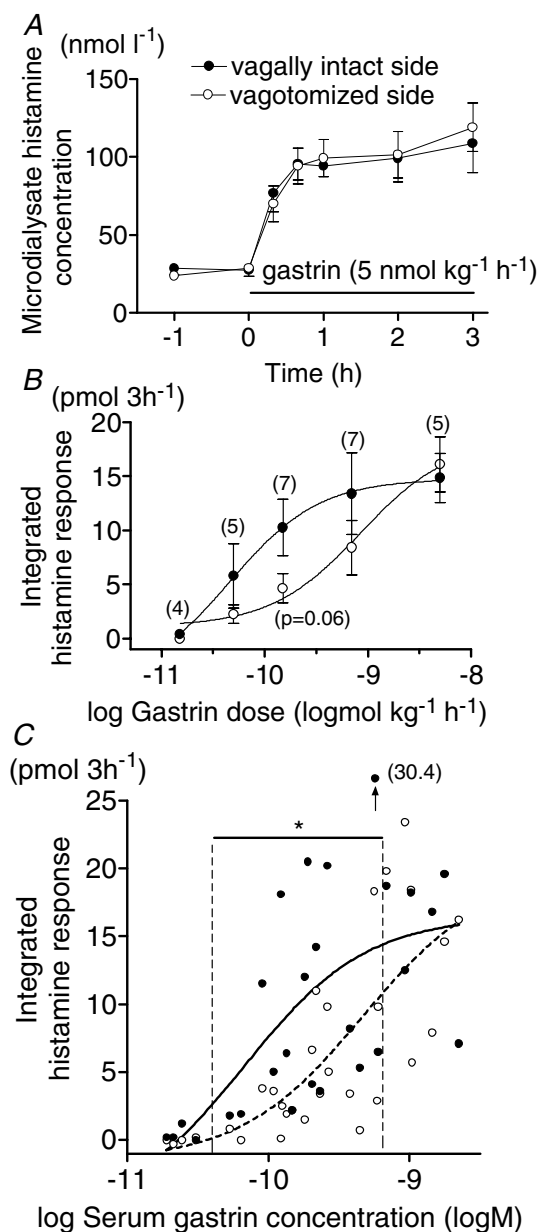 A
(nmol l⁻¹)
vagally intact side
vagotomized side
Microdialysate histamine
concentration
150
100
50
0
gastrin (5 nmol kg⁻¹ h⁻¹)
-1 0 1 2 3
Time (h)
B
(pmol 3h⁻¹)
Integrated
histamine response
20
15
10
5
0
(4)
(5)
(7)
(7)
(5)
(p=0.06)
-11 -10 -9 -8
log Gastrin dose (logmol kg⁻¹ h⁻¹)
C
(pmol 3h⁻¹)
(30.4)
Integrated
histamine response
25
20
15
10
5
0
*
-11 -10 -9
log Serum gastrin concentration (logM)